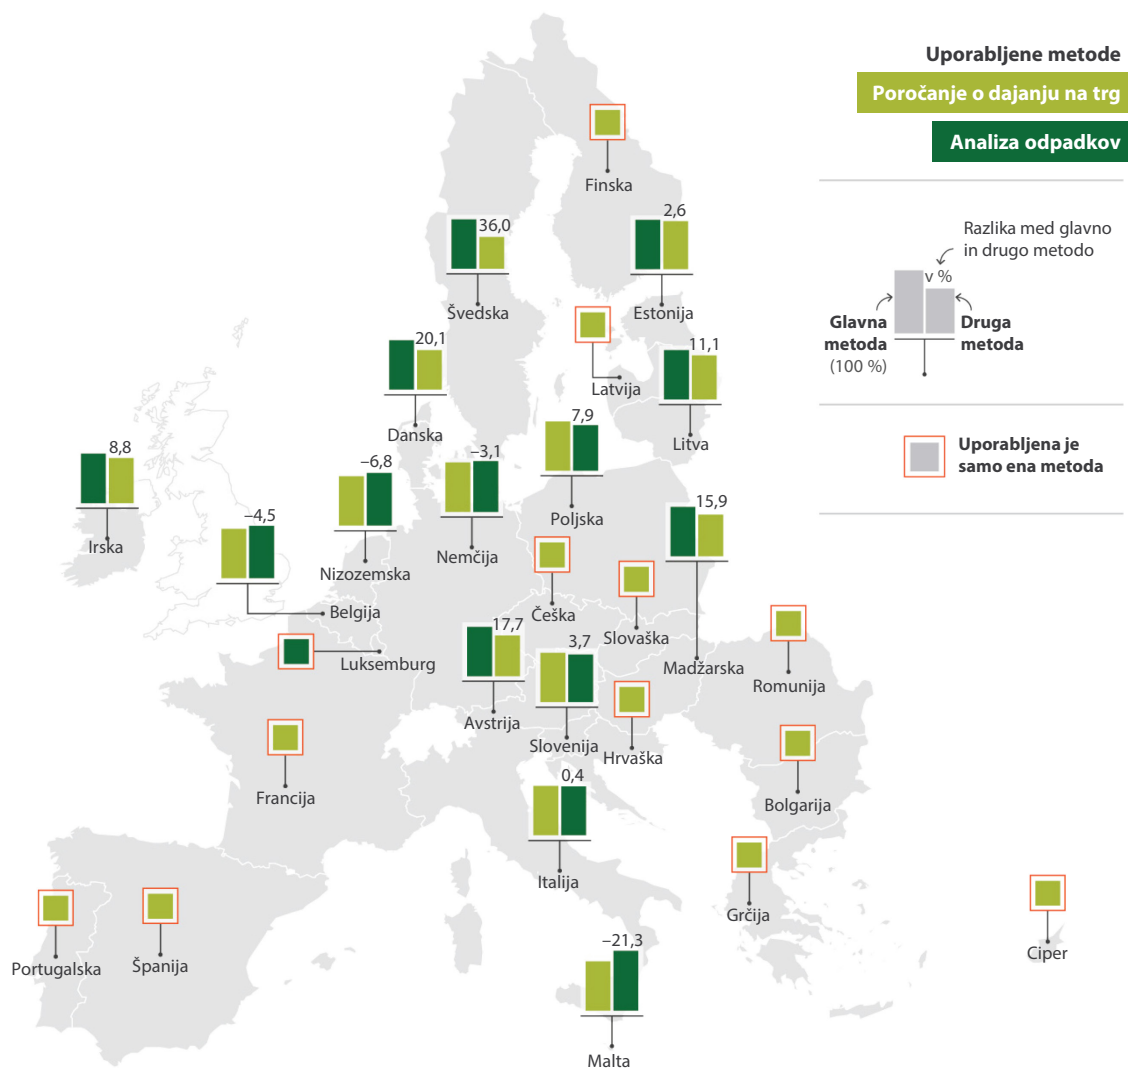 Uporabljene metode
Poročanje o dajanju na trg
Analiza odpadkov
Razlika med glavno
in drugo metodo
v %
Glavna
metoda
(100 %)
Druga
metoda
Uporabljena je
samo ena metoda
Finska
36,0
Švedska
2,6
Estonija
Latvija
20,1
Danska
11,1
Litva
8,8
Irska
–4,5
Belgija
–6,8
Nizozemska
–3,1
Nemčija
7,9
Poljska
15,9
Madžarska
Češka
Slovaška
Luksemburg
17,7
Avstrija
3,7
Slovenija
Hrvaška
Romunija
Francija
Bolgarija
0,4
Italija
Grčija
Portugalska
Španija
Ciper
–21,3
Malta